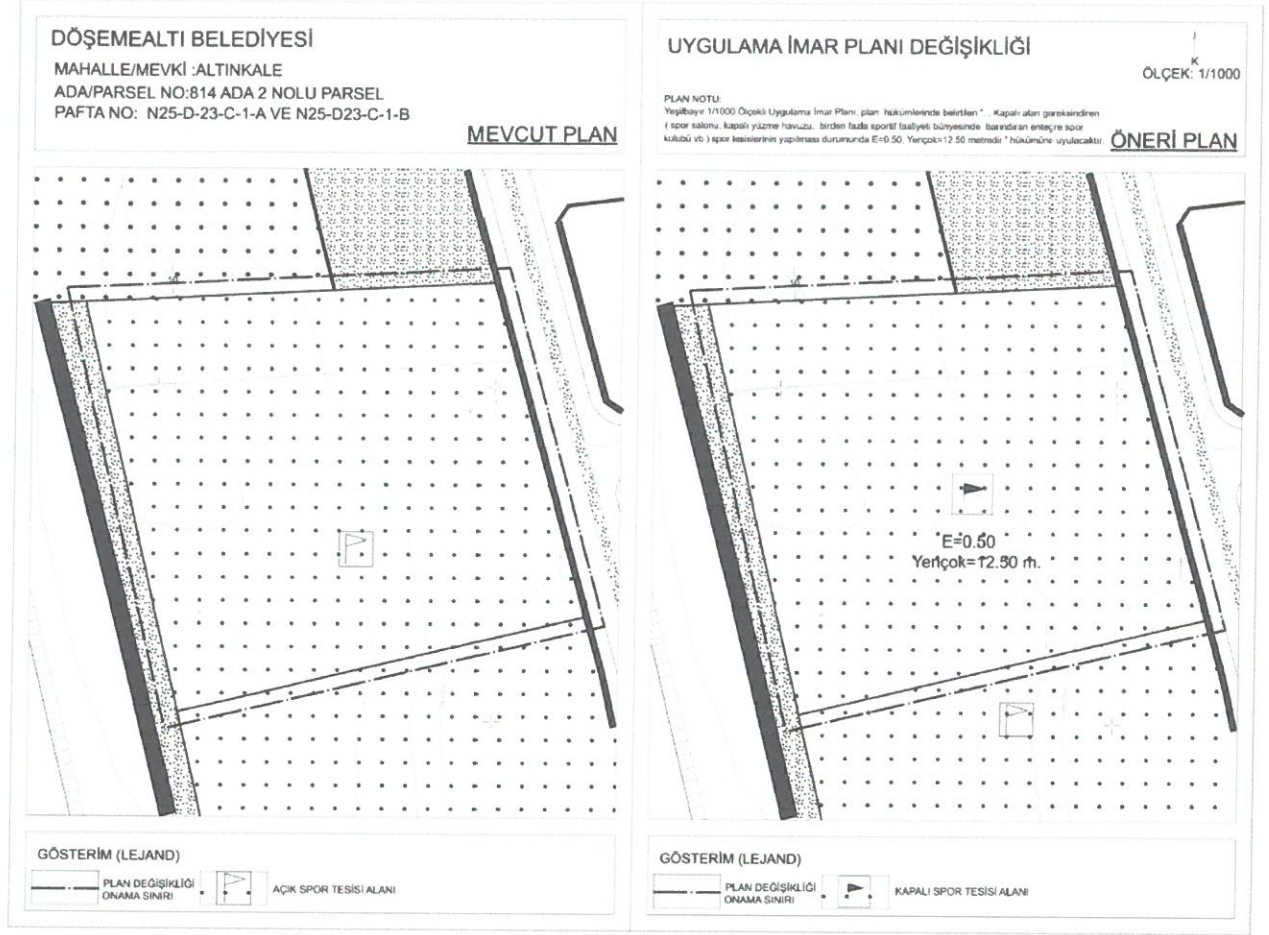 DÖŞEMEALTI BELEDİYESİ
MAHALLE/MEVKİ :ALTINKALE
ADA/PARSEL NO:814 ADA 2 NOLU PARSEL
PAFTA NO: N25-D-23-C-1-A VE N25-D23-C-1-B
MEVCUT PLAN
GÖSTERİM (LEJAND)
PLAN DEĞİŞİKLİĞİ
ONAMA SINIRI
AÇIK SPOR TESİSİ ALANI
UYGULAMA İMAR PLANI DEĞİŞİKLİĞİ
K
ÖLÇEK: 1/1000
PLAN NOTU:
Yeşilbayır 1/1000 Ölçekli Uygulama İmar Planı, plan hükümlerinde belirtilen " .. Kapalı alan gereksindiren
( spor salonu, kapalı yüzme havuzu, birden fazla sportif faaliyeti bünyesinde barındıran entegre spor
kulubü vb ) spor tesislerinin yapılması durumunda E=0.50, Yençok=12.50 metredir " hükümüne uyulacaktır.
ÖNERİ PLAN
E=0.50
Yençok=12.50 m.
GÖSTERİM (LEJAND)
PLAN DEĞİŞİKLİĞİ
ONAMA SINIRI
KAPALI SPOR TESİSİ ALANI